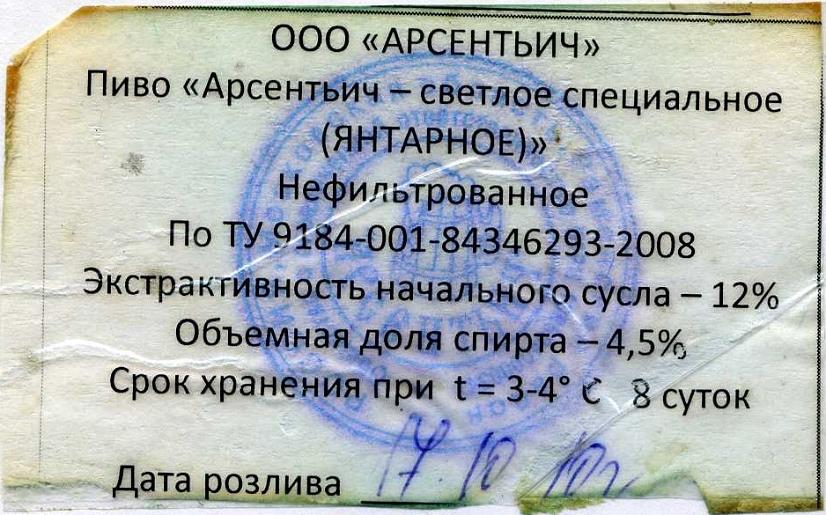 ООО «АРСЕНТЬИЧ»
Пиво «Арсентьич – светлое специальное
(ЯНТАРНОЕ)»
Нефильтрованное
По ТУ 9184-001-84346293-2008
Экстрактивность начального сусла – 12%
Объемная доля спирта – 4,5%
Срок хранения при t = 3-4° С 8 суток
Дата розлива 17.10.10г